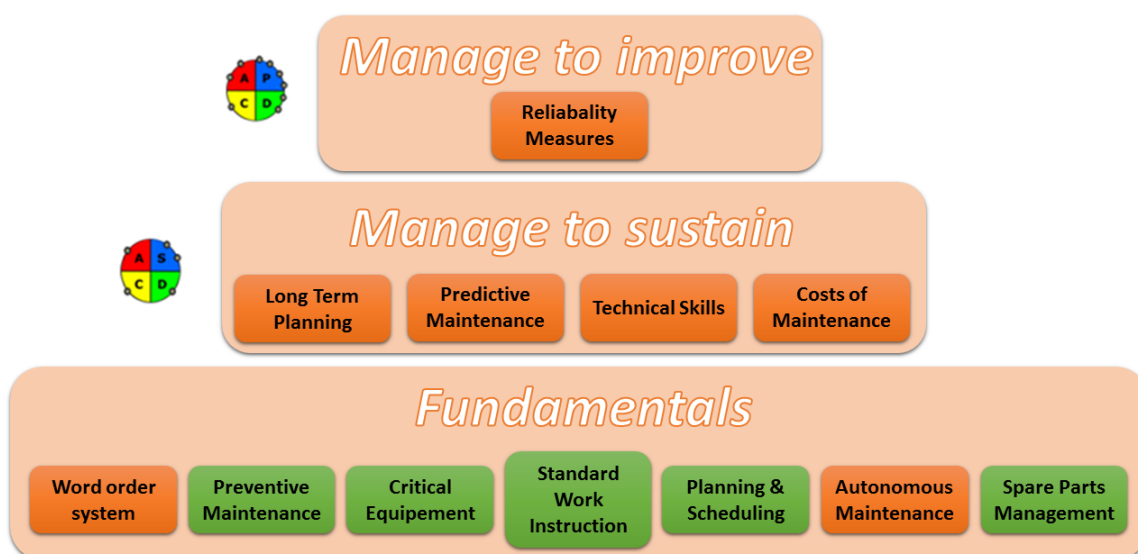 Manage to improve
A P
C D
Reliabality
Measures
Manage to sustain
A S
C D
Long Term
Planning
Predictive
Maintenance
Technical Skills
Costs of
Maintenance
Fundamentals
Word order
system
Preventive
Maintenance
Critical
Equipement
Standard
Work
Instruction
Planning &
Scheduling
Autonomous
Maintenance
Spare Parts
Management